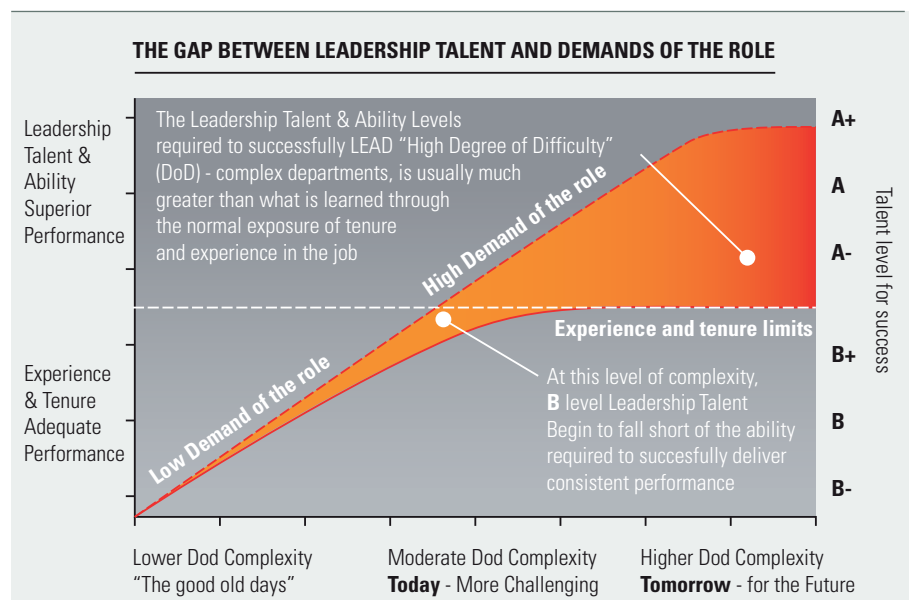 THE GAP BETWEEN LEADERSHIP TALENT AND DEMANDS OF THE ROLE
Leadership
Talent &
Ability
Superior
Performance
Experience
& Tenure
Adequate
Performance
The Leadership Talent & Ability Levels
required to successfully LEAD “High Degree of Difficulty”
(DoD) - complex departments, is usually much
greater than what is learned through
the normal exposure of tenure
and experience in the job
High Demand of the role
Low Demand of the role
Experience and tenure limits
At this level of complexity,
B level Leadership Talent
Begin to fall short of the ability
required to succesfully deliver
consistent performance
A+
A
A-
B+
B
B-
Talent level for success
Lower Dod Complexity
“The good old days”
Moderate Dod Complexity
Today - More Challenging
Higher Dod Complexity
Tomorrow - for the Future